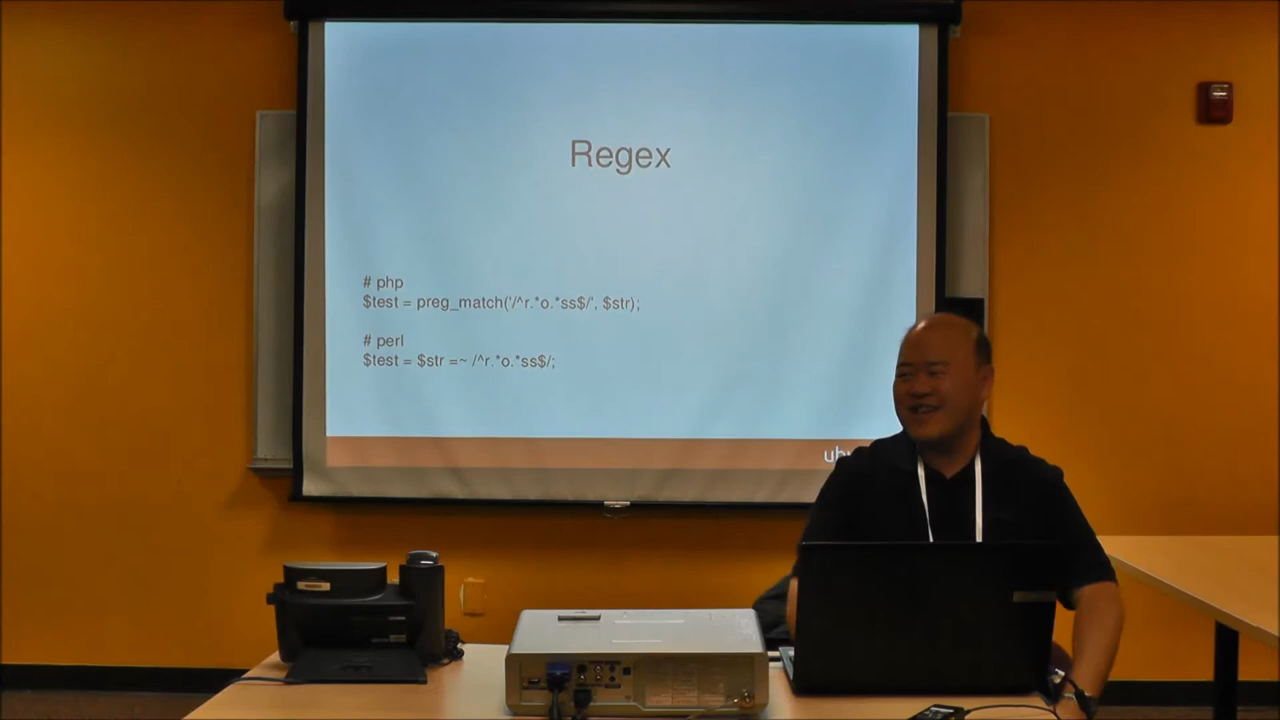 Regex
# php
$test = preg_match('/^r.*o.*ss$/', $str);
# perl
$test = $str =~ /^r.*o.*ss$/;